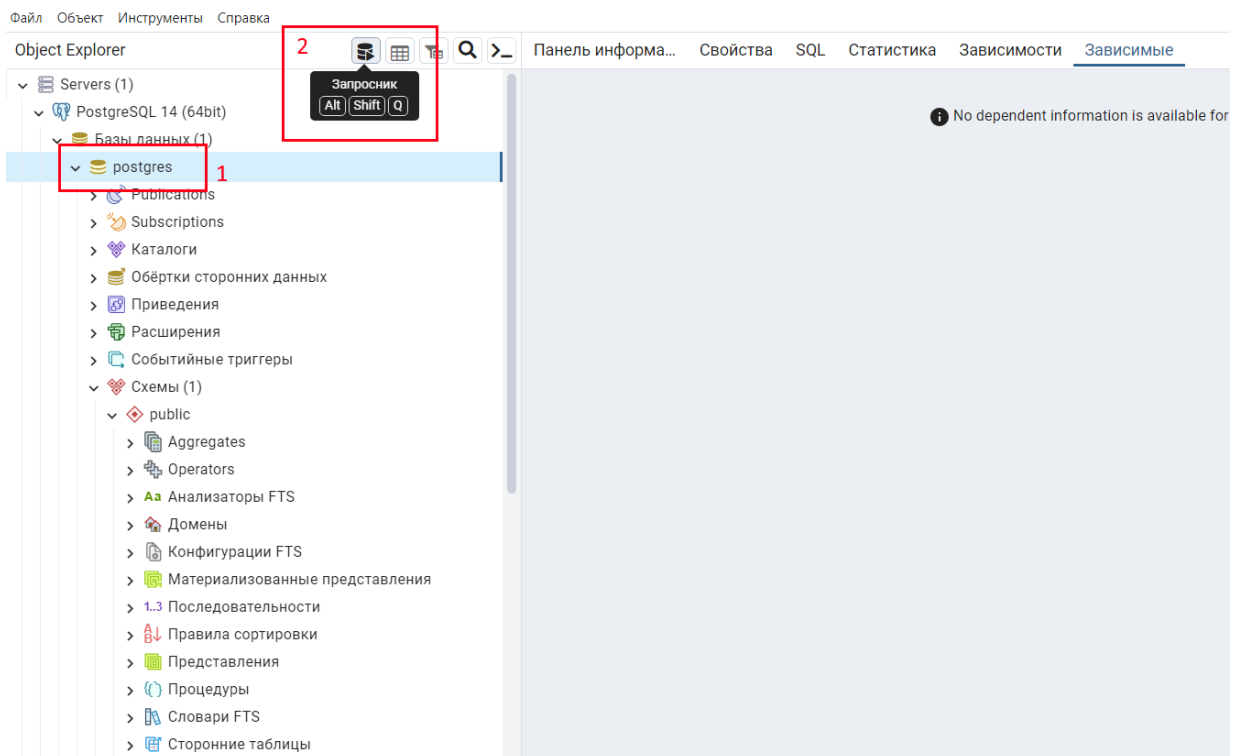 Файл Объект Инструменты Справка
Object Explorer
2
Панель информа... Свойства SQL Статистика Зависимости Зависимые
Запросник
Alt Shift Q
Servers (1)
PostgreSQL 14 (64bit)
No dependent information is available for
Базы данных (1)
postgres
1
Publications
Subscriptions
Каталоги
Обёртки сторонних данных
Приведения
Расширения
Событийные триггеры
Схемы (1)
public
Aggregates
Operators
Aa Анализаторы FTS
Домены
Конфигурации FTS
Материализованные представления
1..3 Последовательности
Правила сортировки
Представления
Процедуры
Словари FTS
Сторонние таблицы